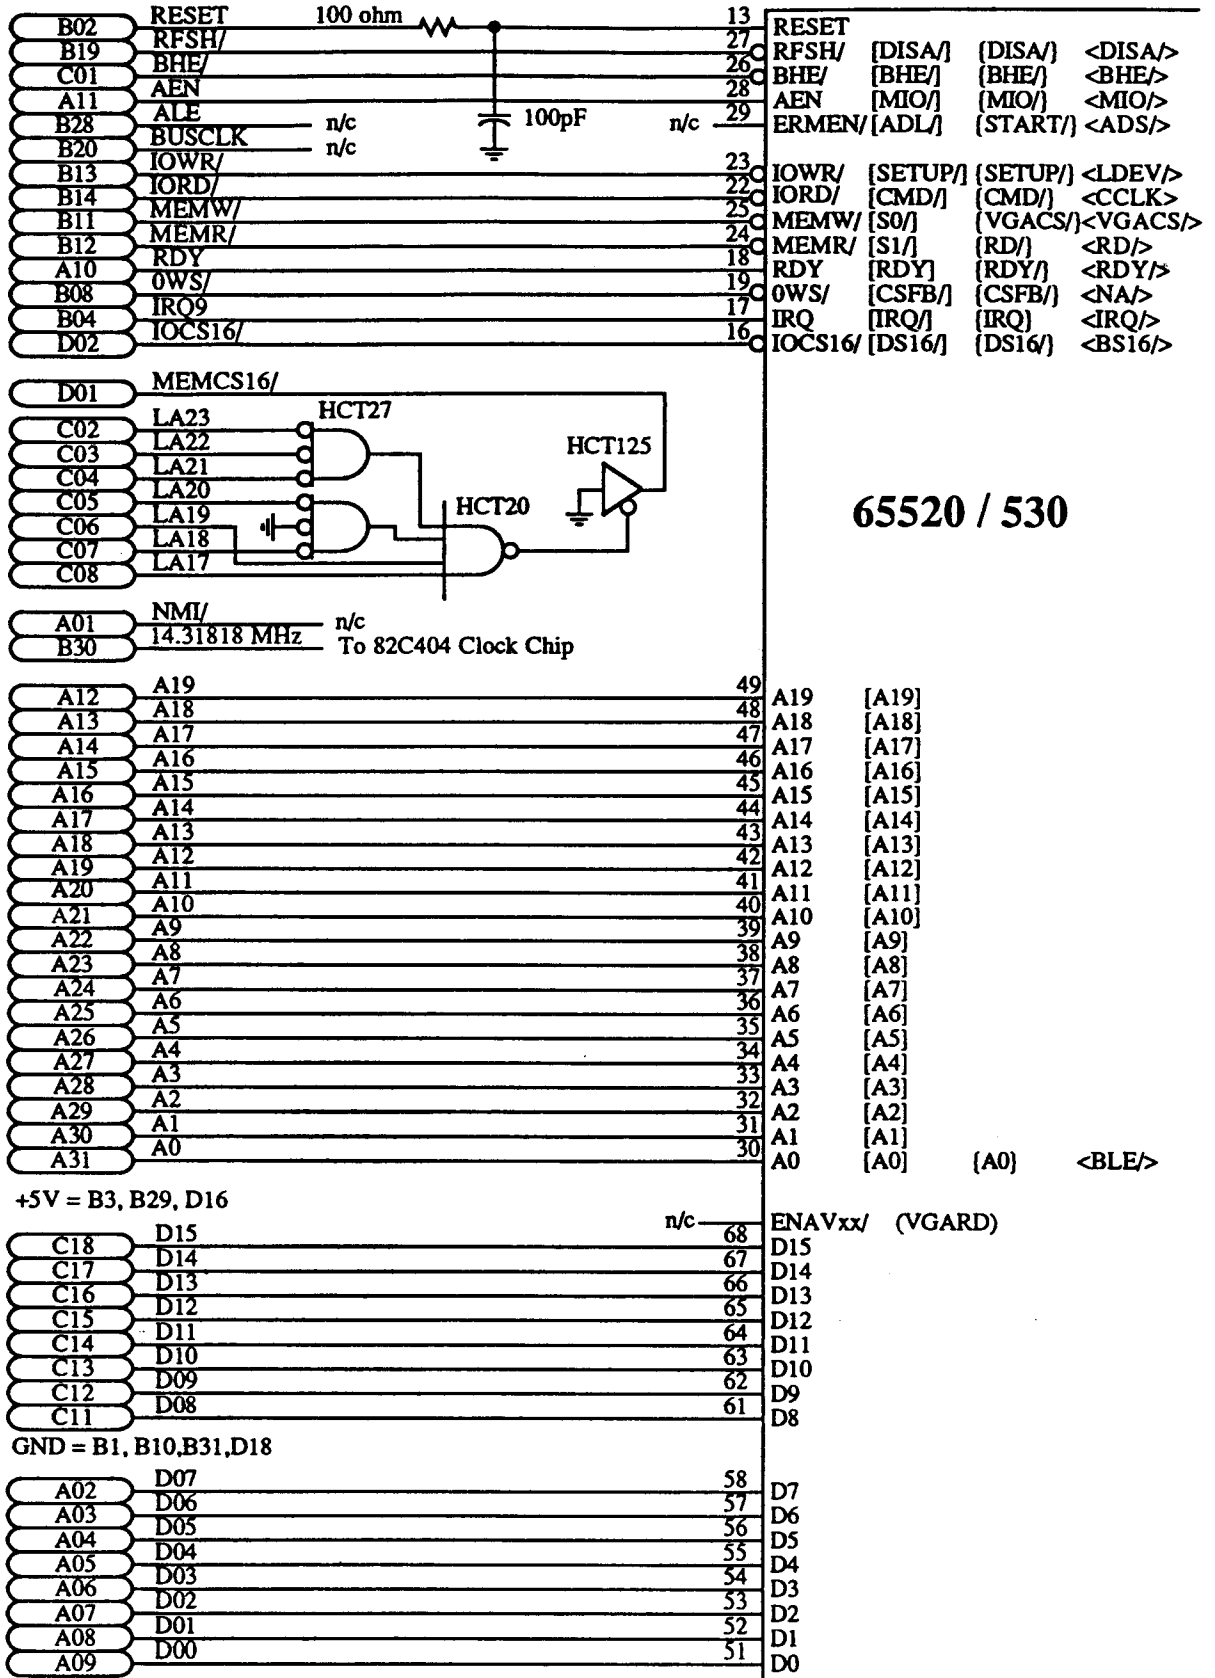 B02 RESET 100 ohm 13 RESET
B19 RFSH/ 27 RFSH/ [DISA/] {DISA/} <DISA/>
C01 BHE/ 26 BHE/ [BHE/] {BHE/} <BHE/>
A11 AEN 28 AEN [MIO/] {MIO/} <MIO/>
B28 ALE n/c 100pF n/c 29 ERMEN/ [ADL/] {START/} <ADS/>
B20 BUSCLK n/c
B13 IOWR/ 23 IOWR/ [SETUP/] {SETUP/} <LDEV/>
B14 IORD/ 22 IORD/ [CMD/] {CMD/} <CCLK>
B11 MEMW/ 25 MEMW/ [S0/] {VGACS/} <VGACS/>
B12 MEMR/ 24 MEMR/ [S1/] {RD/} <RD/>
A10 RDY 18 RDY [RDY] {RDY/} <RDY/>
B08 0WS/ 19 0WS/ [CSFB/] {CSFB/} <NA/>
B04 IRQ9 17 IRQ [IRQ/] {IRQ} <IRQ/>
D02 IOCS16/ 16 IOCS16/ [DS16/] {DS16/} <BS16/>
D01 MEMCS16/
C02 LA23 HCT27
C03 LA22 HCT125
C04 LA21
C05 LA20 HCT20 65520 / 530
C06 LA19
C07 LA18
C08 LA17
A01 NMI/ n/c
B30 14.31818 MHz To 82C404 Clock Chip
A12 A19 49 A19 [A19]
A13 A18 48 A18 [A18]
A14 A17 47 A17 [A17]
A15 A16 46 A16 [A16]
A16 A15 45 A15 [A15]
A17 A14 44 A14 [A14]
A18 A13 43 A13 [A13]
A19 A12 42 A12 [A12]
A20 A11 41 A11 [A11]
A21 A10 40 A10 [A10]
A22 A9 39 A9 [A9]
A23 A8 38 A8 [A8]
A24 A7 37 A7 [A7]
A25 A6 36 A6 [A6]
A26 A5 35 A5 [A5]
A27 A4 34 A4 [A4]
A28 A3 33 A3 [A3]
A29 A2 32 A2 [A2]
A30 A1 31 A1 [A1]
A31 A0 30 A0 [A0] {A0} <BLE/>
+5V = B3, B29, D16
n/c ENAVxx/ (VGARD)
C18 D15 68 D15
C17 D14 67 D14
C16 D13 66 D13
C15 D12 65 D12
C14 D11 64 D11
C13 D10 63 D10
C12 D09 62 D9
C11 D08 61 D8
GND = B1, B10,B31,D18
A02 D07 58 D7
A03 D06 57 D6
A04 D05 56 D5
A05 D04 55 D4
A06 D03 54 D3
A07 D02 53 D2
A08 D01 52 D1
A09 D00 51 D0